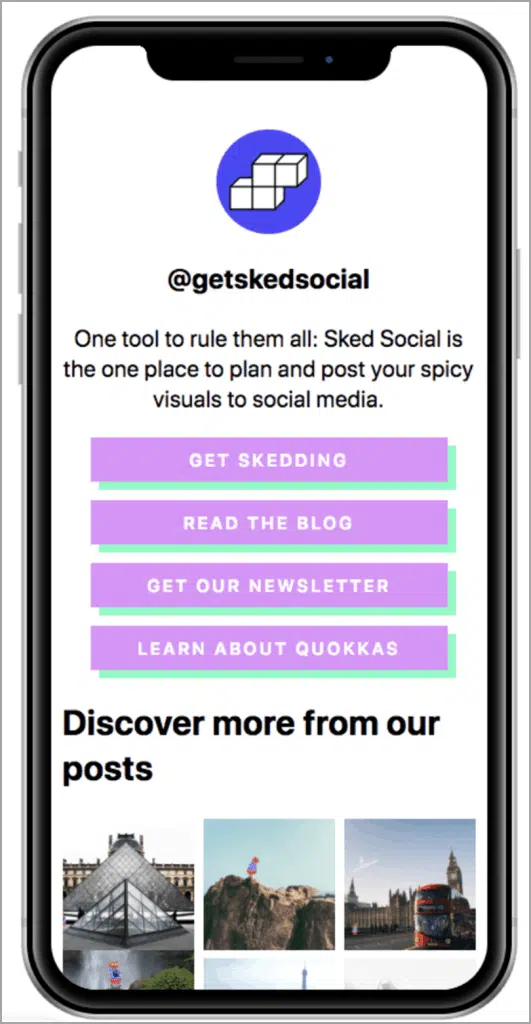 @getskedsocial
One tool to rule them all: Sked Social is
the one place to plan and post your spicy
visuals to social media.
GET SKEDDING
READ THE BLOG
GET OUR NEWSLETTER
LEARN ABOUT QUOKKAS
Discover more from our
posts